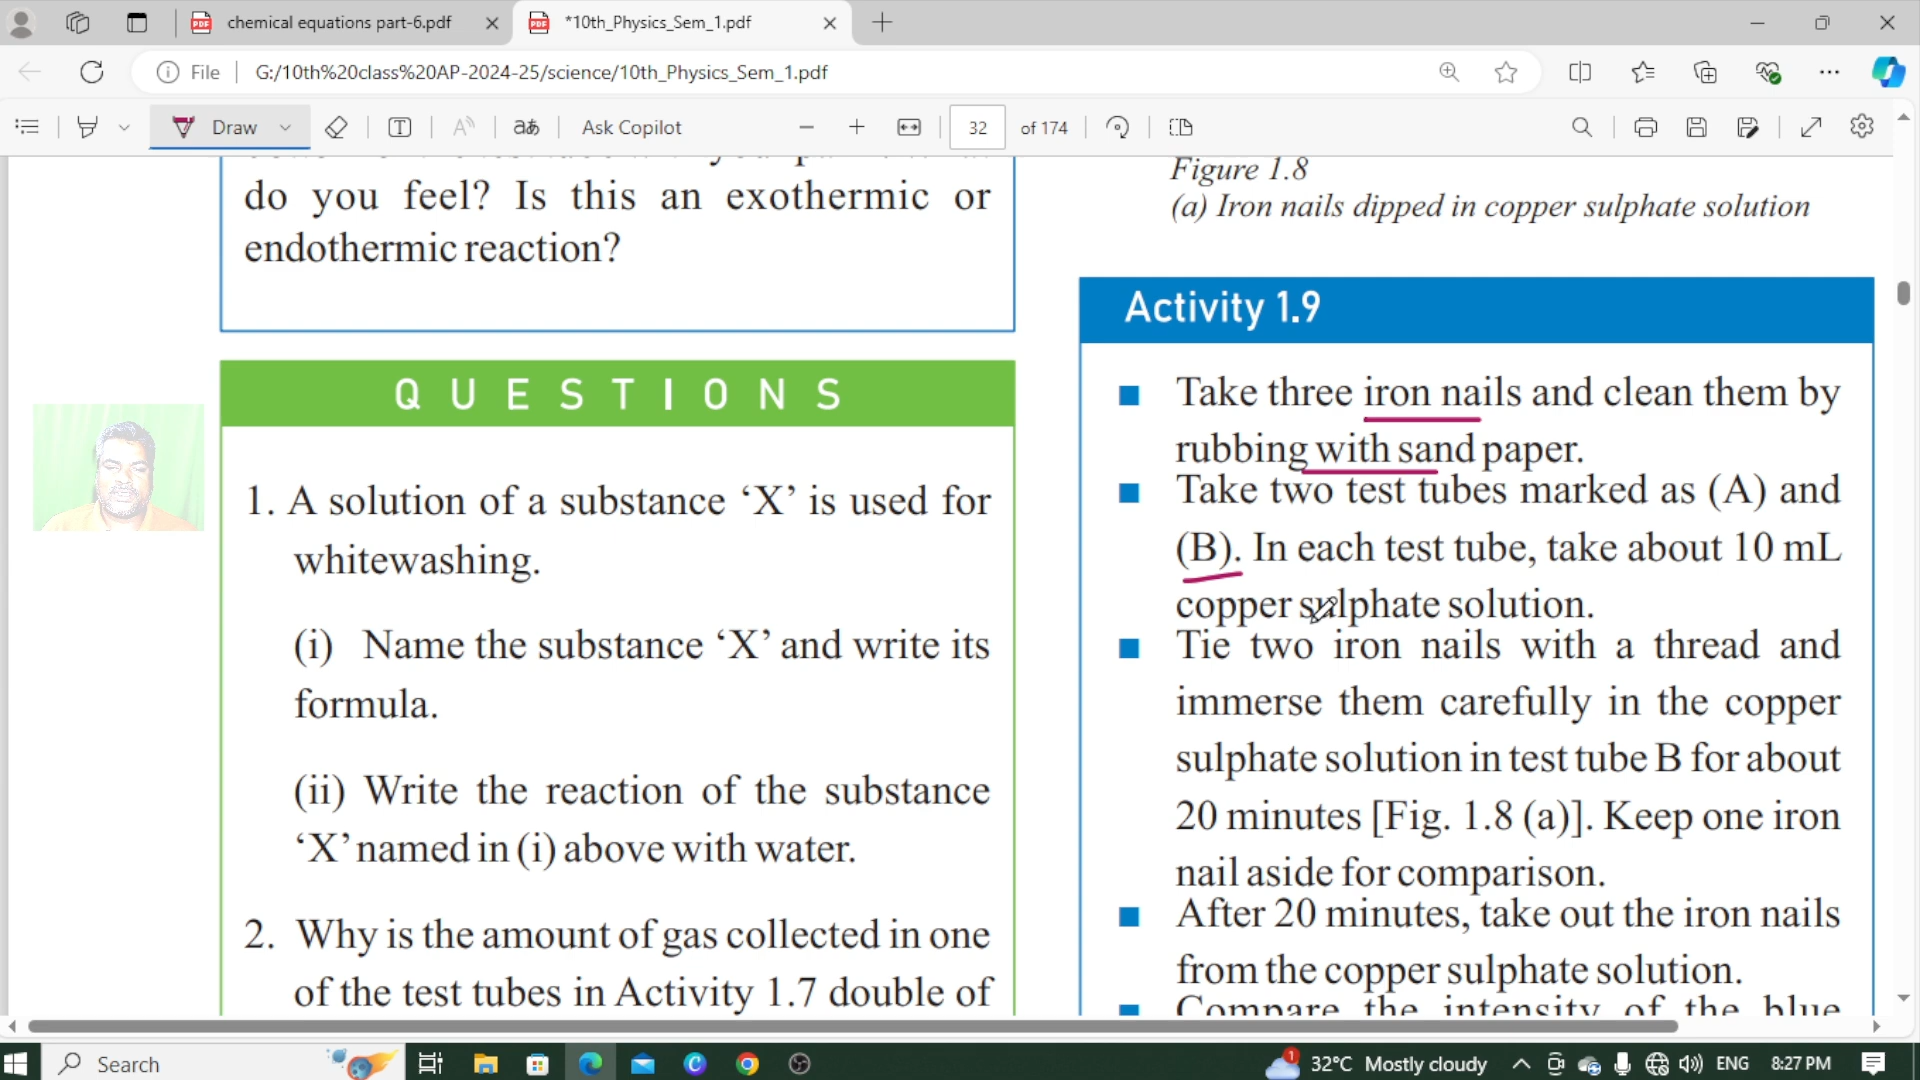 chemical equations part-6.pdf
*10th_Physics_Sem_1.pdf
File
G:/10th%20class%20AP-2024-25/science/10th_Physics_Sem_1.pdf
Draw
Ask Copilot
32
of 174
do you feel? Is this an exothermic or
endothermic reaction?
QUESTIONS
1. A solution of a substance ‘X’ is used for
whitewashing.
(i) Name the substance ‘X’ and write its
formula.
(ii) Write the reaction of the substance
‘X’ named in (i) above with water.
2. Why is the amount of gas collected in one
of the test tubes in Activity 1.7 double of
Figure 1.8
(a) Iron nails dipped in copper sulphate solution
Activity 1.9
Take three iron nails and clean them by
rubbing with sand paper.
Take two test tubes marked as (A) and
(B). In each test tube, take about 10 mL
copper sulphate solution.
Tie two iron nails with a thread and
immerse them carefully in the copper
sulphate solution in test tube B for about
20 minutes [Fig. 1.8 (a)]. Keep one iron
nail aside for comparison.
After 20 minutes, take out the iron nails
from the copper sulphate solution.
Compare the intensity of the blue
Search
1
32°C Mostly cloudy
ENG
8:27 PM